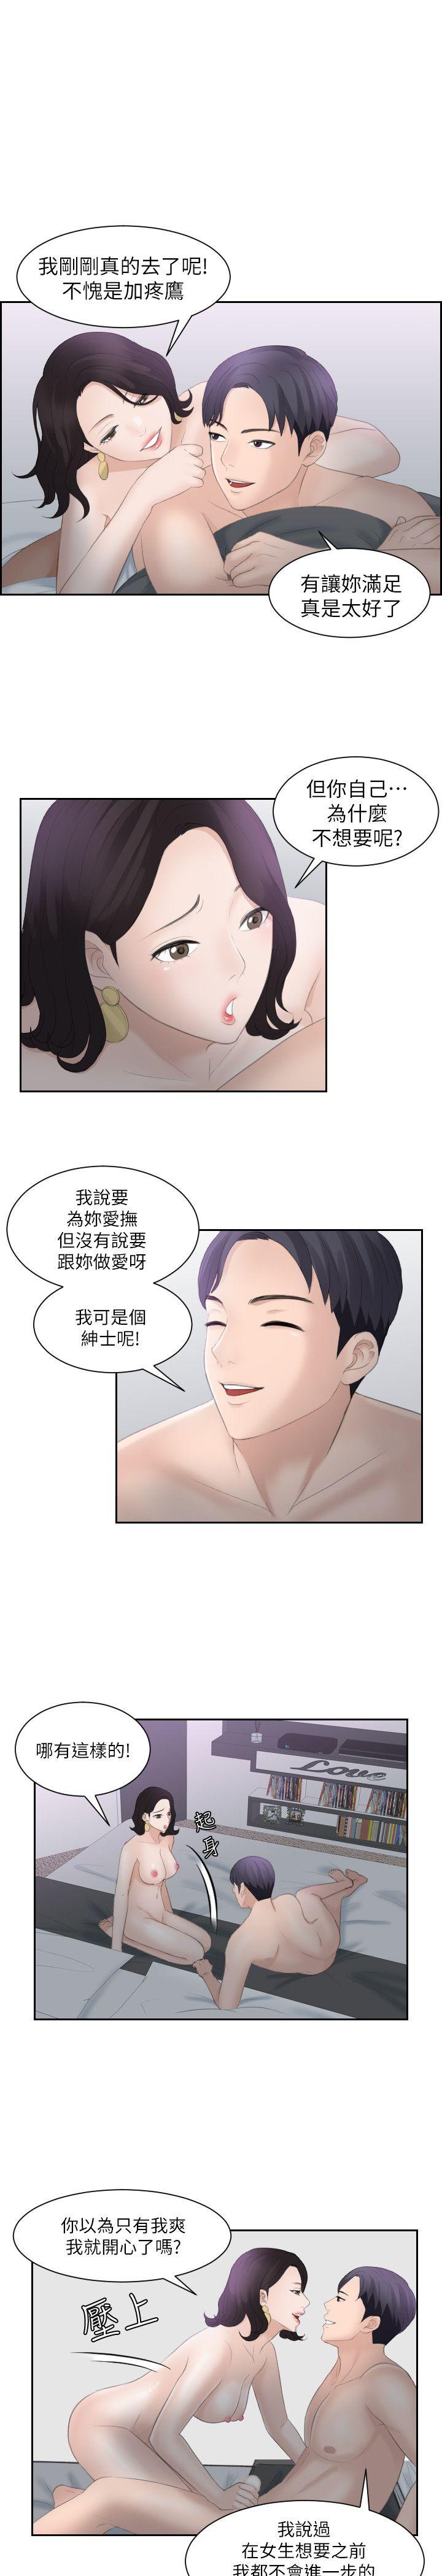 我剛剛真的去了呢!
不愧是加疼鷹
有讓妳滿足
真是太好了
但你自己⋯
為什麼
不想要呢?
我說要
為妳愛撫
但沒有說要
跟妳做愛呀
我可是個
紳士呢!
哪有這樣的!
Love
起身
你以為只有我爽
我就開心了嗎?
壓上
我說過
在女生想要之前
我都不會進一步的